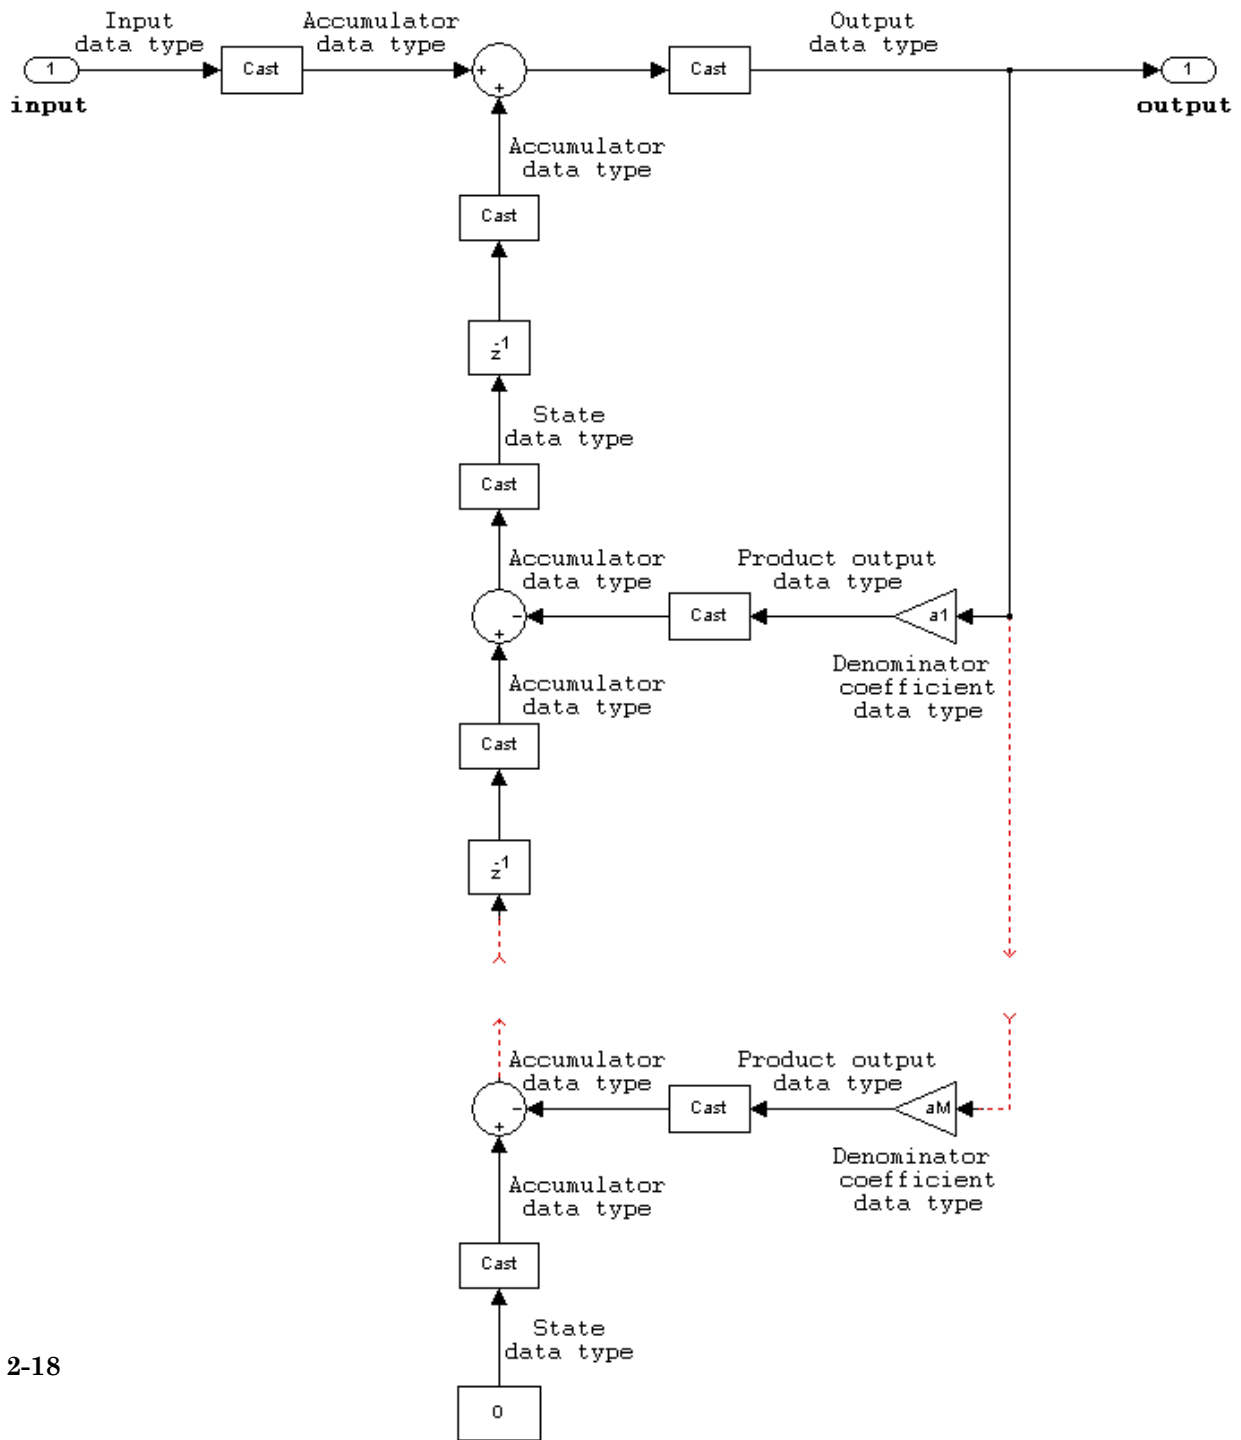 Input
data type
Accumulator
data type
Output
data type
1
Cast
+
+
Cast
1
input
output
Accumulator
data type
Cast
z-1
State
data type
Cast
Accumulator
data type
Product output
data type
-
+
Cast
a1
Accumulator
data type
Denominator
coefficient
data type
Cast
z-1
Accumulator
data type
Product output
data type
-
+
Cast
aM
Accumulator
data type
Denominator
coefficient
data type
Cast
State
data type
2-18
0